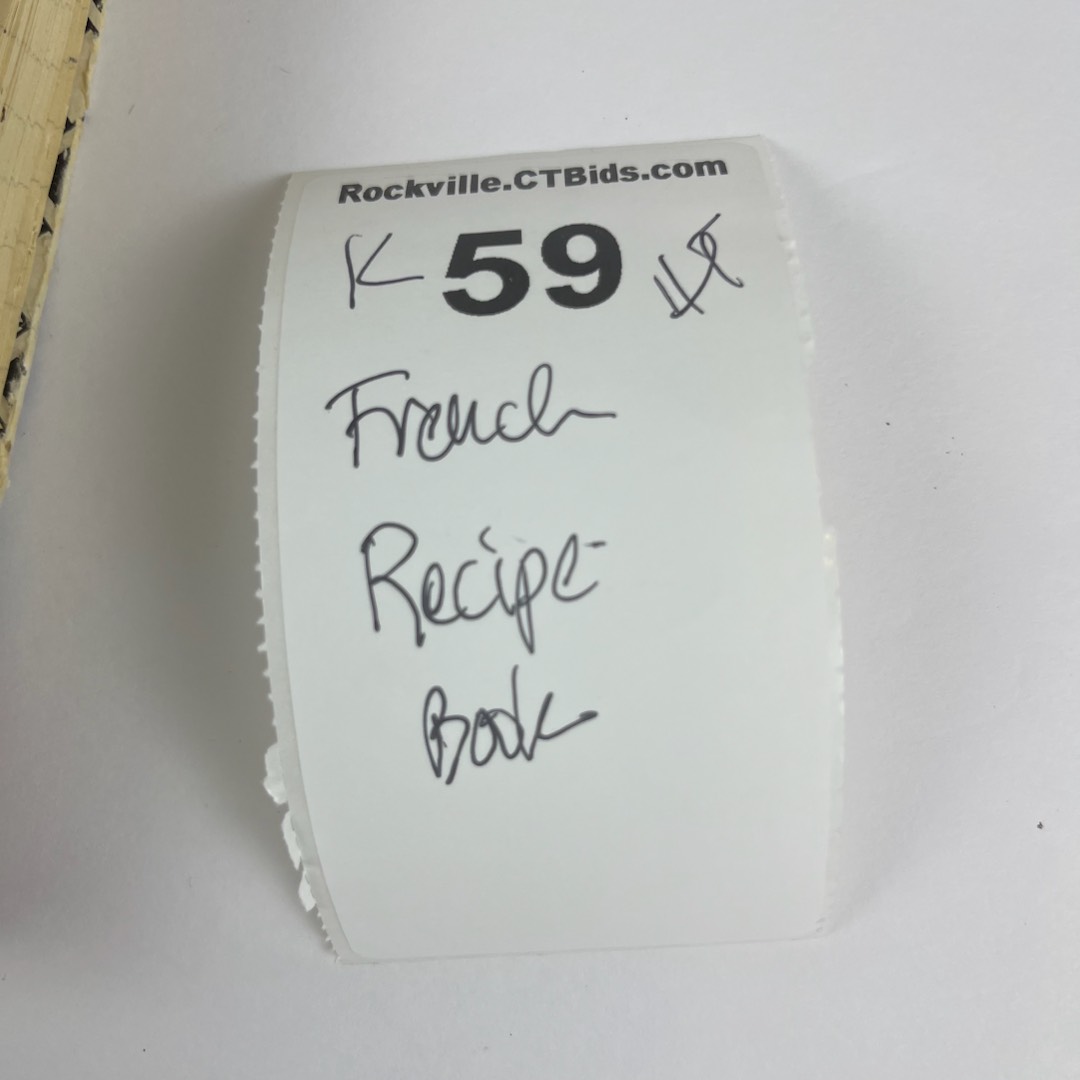 Rockville.CTBids.com
K 59
French
Recipe
Book